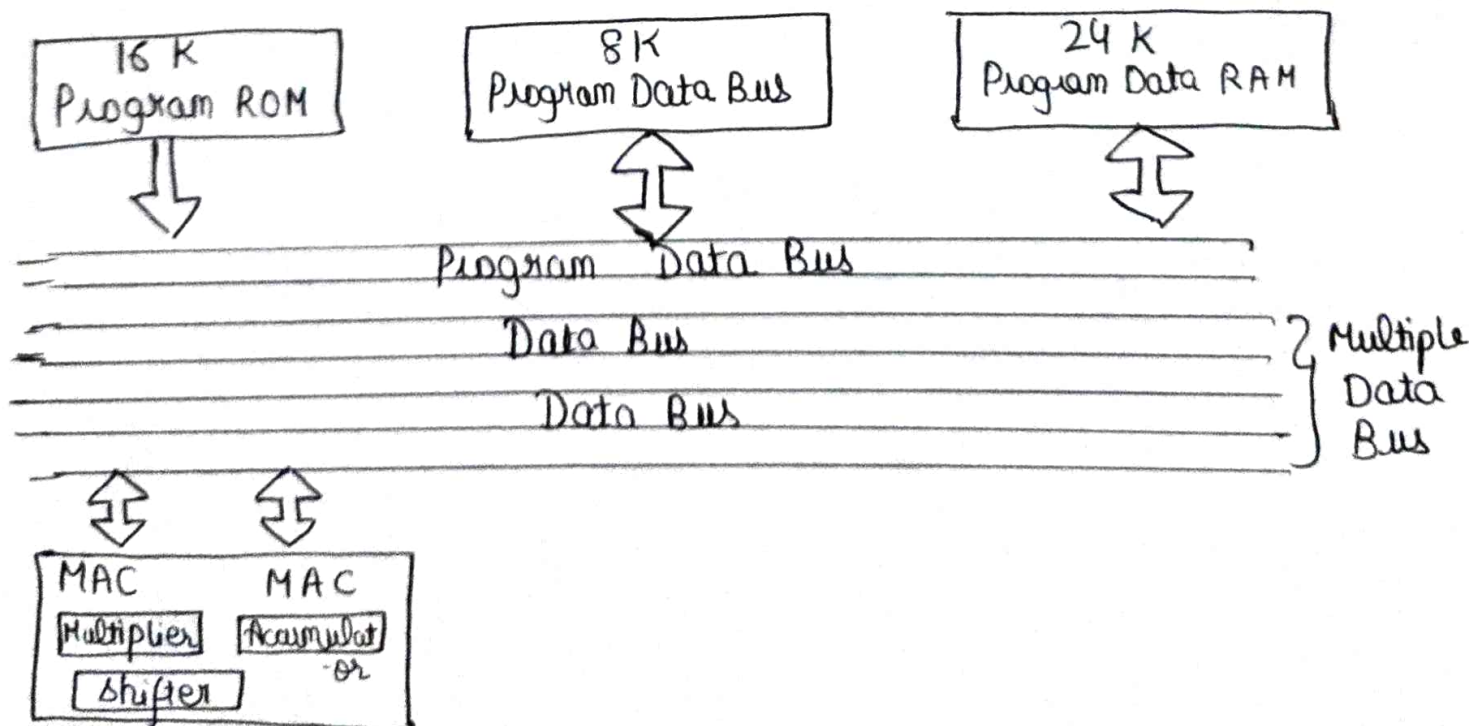 16 K
Program ROM
8K
Program Data Bus
24 K
Program Data RAM
Program Data Bus
Data Bus
Data Bus
Multiple
Data
Bus
MAC MAC
Multiplier
Accumulat
or
Shifter